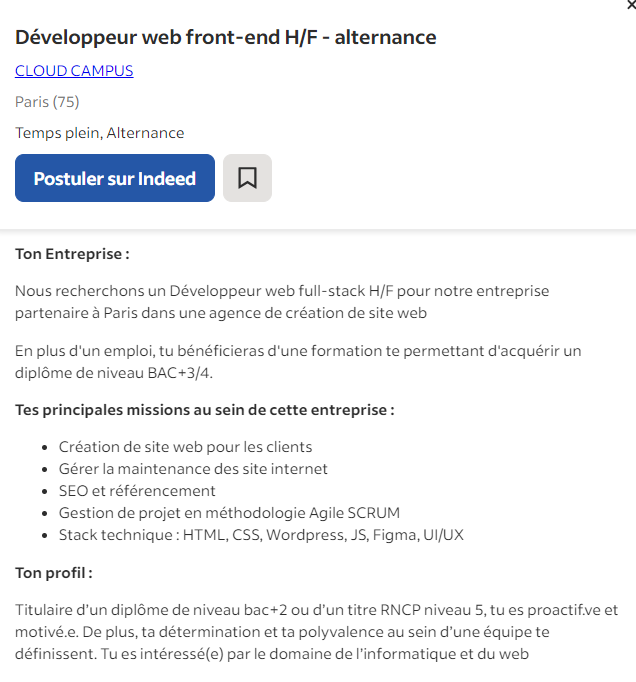 Développeur web front-end H/F - alternance
CLOUD CAMPUS
Paris (75)
Temps plein, Alternance
Postuler sur Indeed
Ton Entreprise :
Nous recherchons un Développeur web full-stack H/F pour notre entreprise
partenaire à Paris dans une agence de création de site web
En plus d'un emploi, tu bénéficieras d'une formation te permettant d'acquérir un
diplôme de niveau BAC+3/4.
Tes principales missions au sein de cette entreprise :
• Création de site web pour les clients
• Gérer la maintenance des site internet
• SEO et référencement
• Gestion de projet en méthodologie Agile SCRUM
• Stack technique : HTML, CSS, Wordpress, JS, Figma, UI/UX
Ton profil :
Titulaire d’un diplôme de niveau bac+2 ou d’un titre RNCP niveau 5, tu es proactif.ve et
motivé.e. De plus, ta détermination et ta polyvalence au sein d’une équipe te
définissent. Tu es intéressé(e) par le domaine de l’informatique et du web